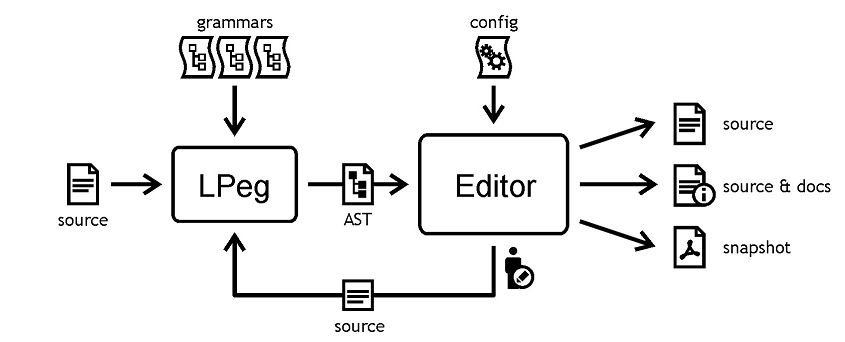 grammars
config
source
LPeg
AST
Editor
source
source & docs
snapshot
source